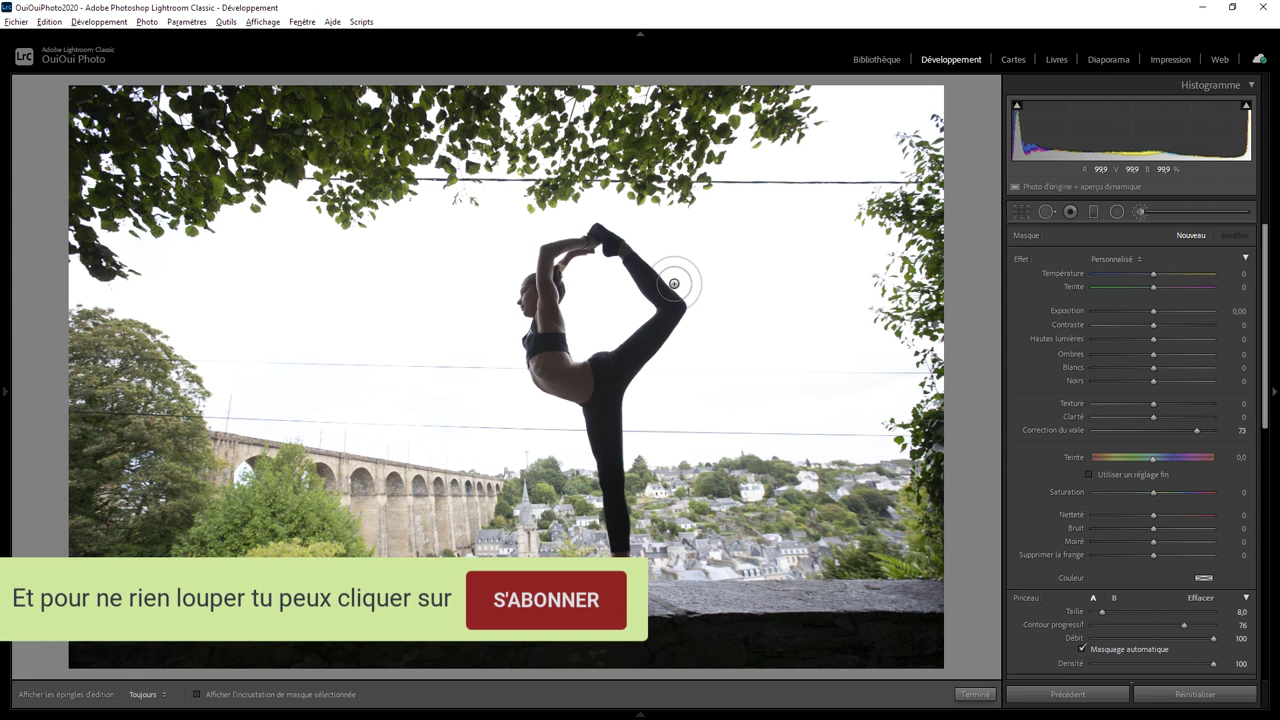 OuiOuiPhoto2020 - Adobe Photoshop Lightroom Classic - Développement
Fichier Edition Développement Photo Paramètres Outils Affichage Fenêtre Aide Scripts
Lrc Adobe Lightroom Classic
OuiOui Photo
Bibliothèque | Développement | Cartes | Livres | Diaporama | Impression | Web
Histogramme
R 99,9 V 99,9 B 99,9 %
Photo d'origine + aperçu dynamique
Masque : Nouveau Modifier
Effet : Personnalisé
Température 0
Teinte 0
Exposition 0,00
Contraste 0
Hautes lumières 0
Ombres 0
Blancs 0
Noirs 0
Texture 0
Clarté 0
Correction du voile 73
Teinte 0,0
Utiliser un réglage fin
Saturation 0
Netteté 0
Bruit 0
Moiré 0
Supprimer la frange 0
Couleur
Pinceau : A B Effacer
Taille 8,0
Contour progressif 76
Débit 100
Masquage automatique
Densité 100
Et pour ne rien louper tu peux cliquer sur S'ABONNER
Afficher les épingles d'édition : Toujours Afficher l'incrustation de masque sélectionnée Terminé
Précédent Réinitialiser